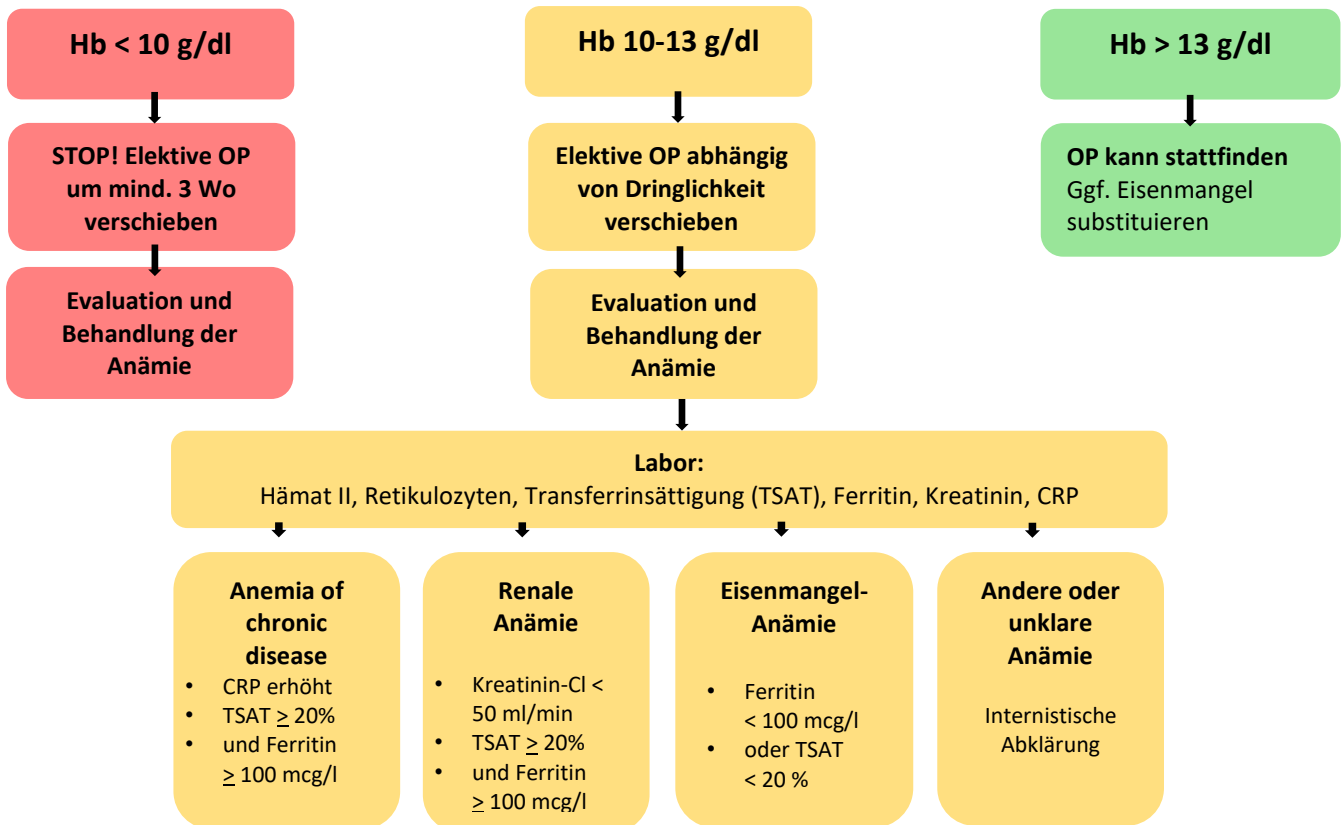 Hb < 10 g/dl
Hb 10-13 g/dl
Hb > 13 g/dl
STOP! Elektive OP
um mind. 3 Wo
verschieben
Elektive OP abhängig
von Dringlichkeit
verschieben
OP kann stattfinden
Ggf. Eisenmangel
substituieren
Evaluation und
Behandlung der
Anämie
Evaluation und
Behandlung der
Anämie
Labor:
Hämat II, Retikulozyten, Transferrinsättigung (TSAT), Ferritin, Kreatinin, CRP
Anemia of
chronic
disease
• CRP erhöht
• TSAT ≥ 20%
• und Ferritin
≥ 100 mcg/l
Renale
Anämie
• Kreatinin-Cl <
50 ml/min
• TSAT ≥ 20%
• und Ferritin
≥ 100 mcg/l
Eisenmangel-
Anämie
• Ferritin
< 100 mcg/l
• oder TSAT
< 20 %
Andere oder
unklare
Anämie
Internistische
Abklärung